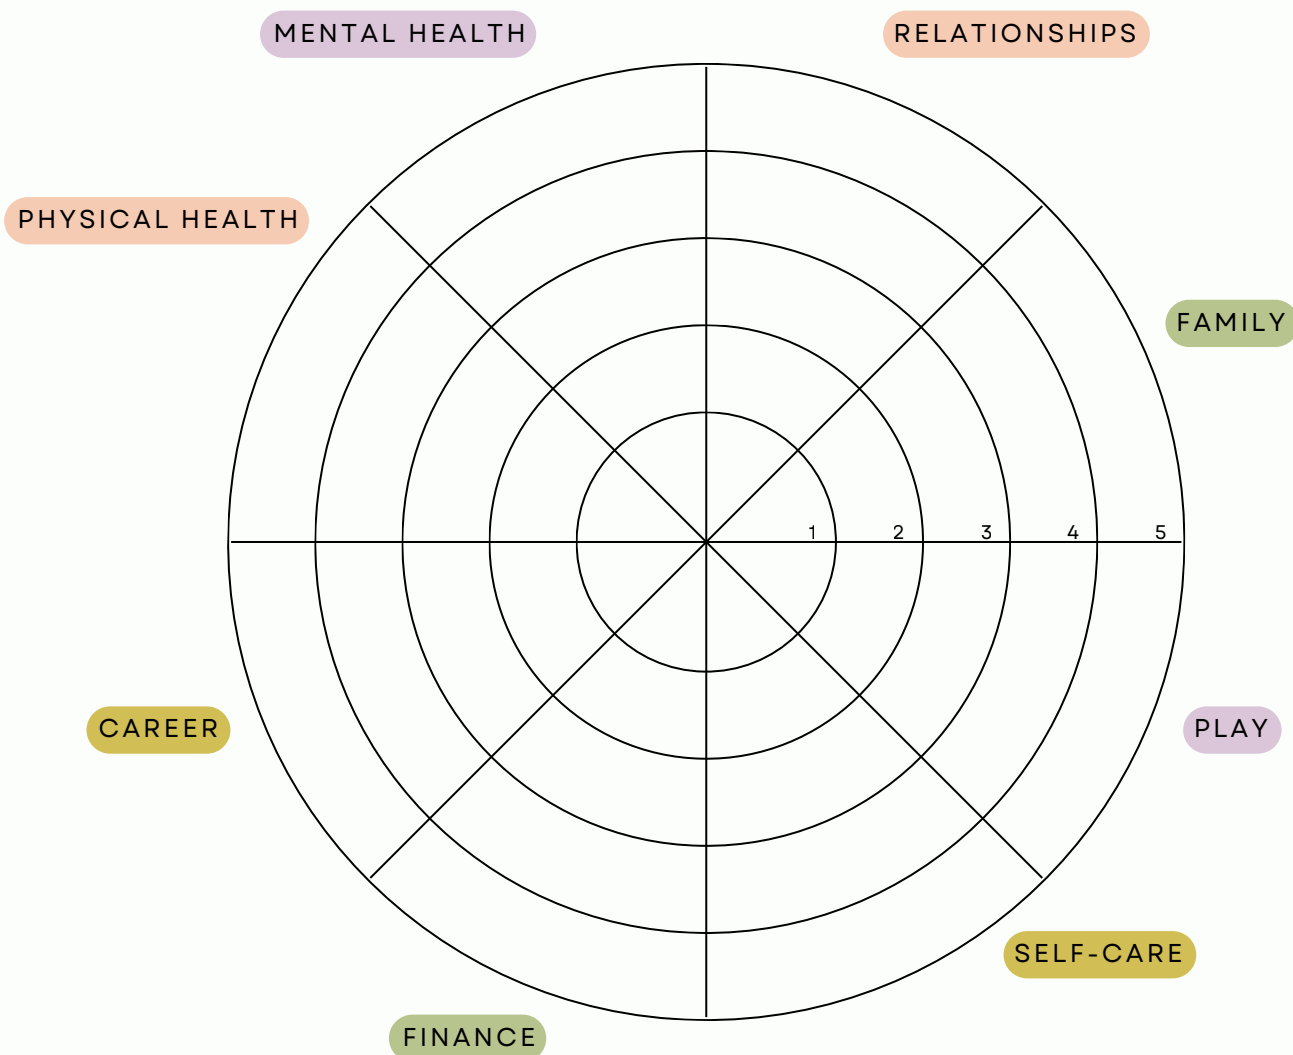 MENTAL HEALTH
RELATIONSHIPS
PHYSICAL HEALTH
FAMILY
1 2 3 4 5
CAREER
PLAY
SELF-CARE
FINANCE